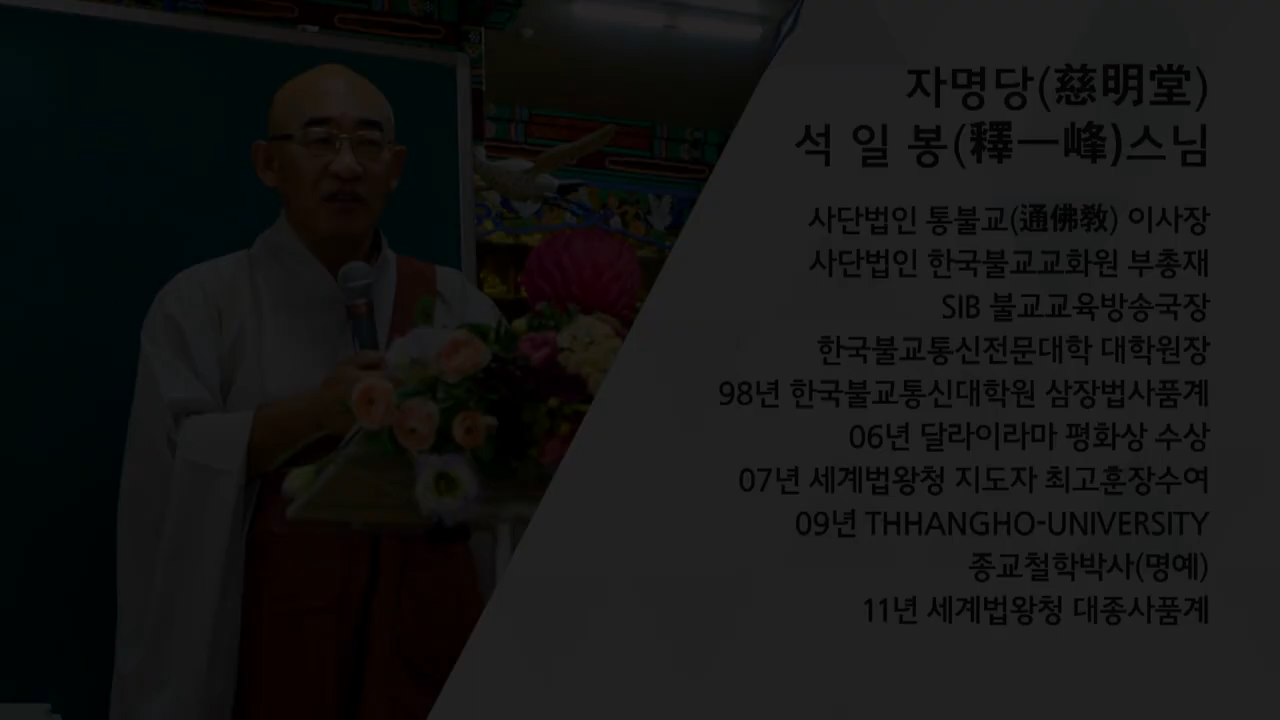 자명당(慈明堂)
석 일 봉(釋一峰)스님
사단법인 통불교(通佛敎) 이사장
사단법인 한국불교교화원 부총재
SIB 불교교육방송국장
한국불교통신전문대학 대학원장
98년 한국불교통신대학원 삼장법사품계
06년 달라이라마 평화상 수상
07년 세계법왕청 지도자 최고훈장수여
09년 THHANGHO-UNIVERSITY
종교철학박사(명예)
11년 세계법왕청 대종사품계